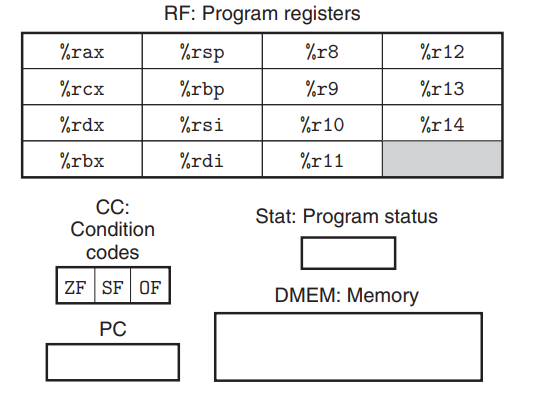 RF: Program registers
%rax %rsp %r8 %r12
%rcx %rbp %r9 %r13
%rdx %rsi %r10 %r14
%rbx %rdi %r11
CC:
Condition
codes
ZF SF OF
Stat: Program status
DMEM: Memory
PC